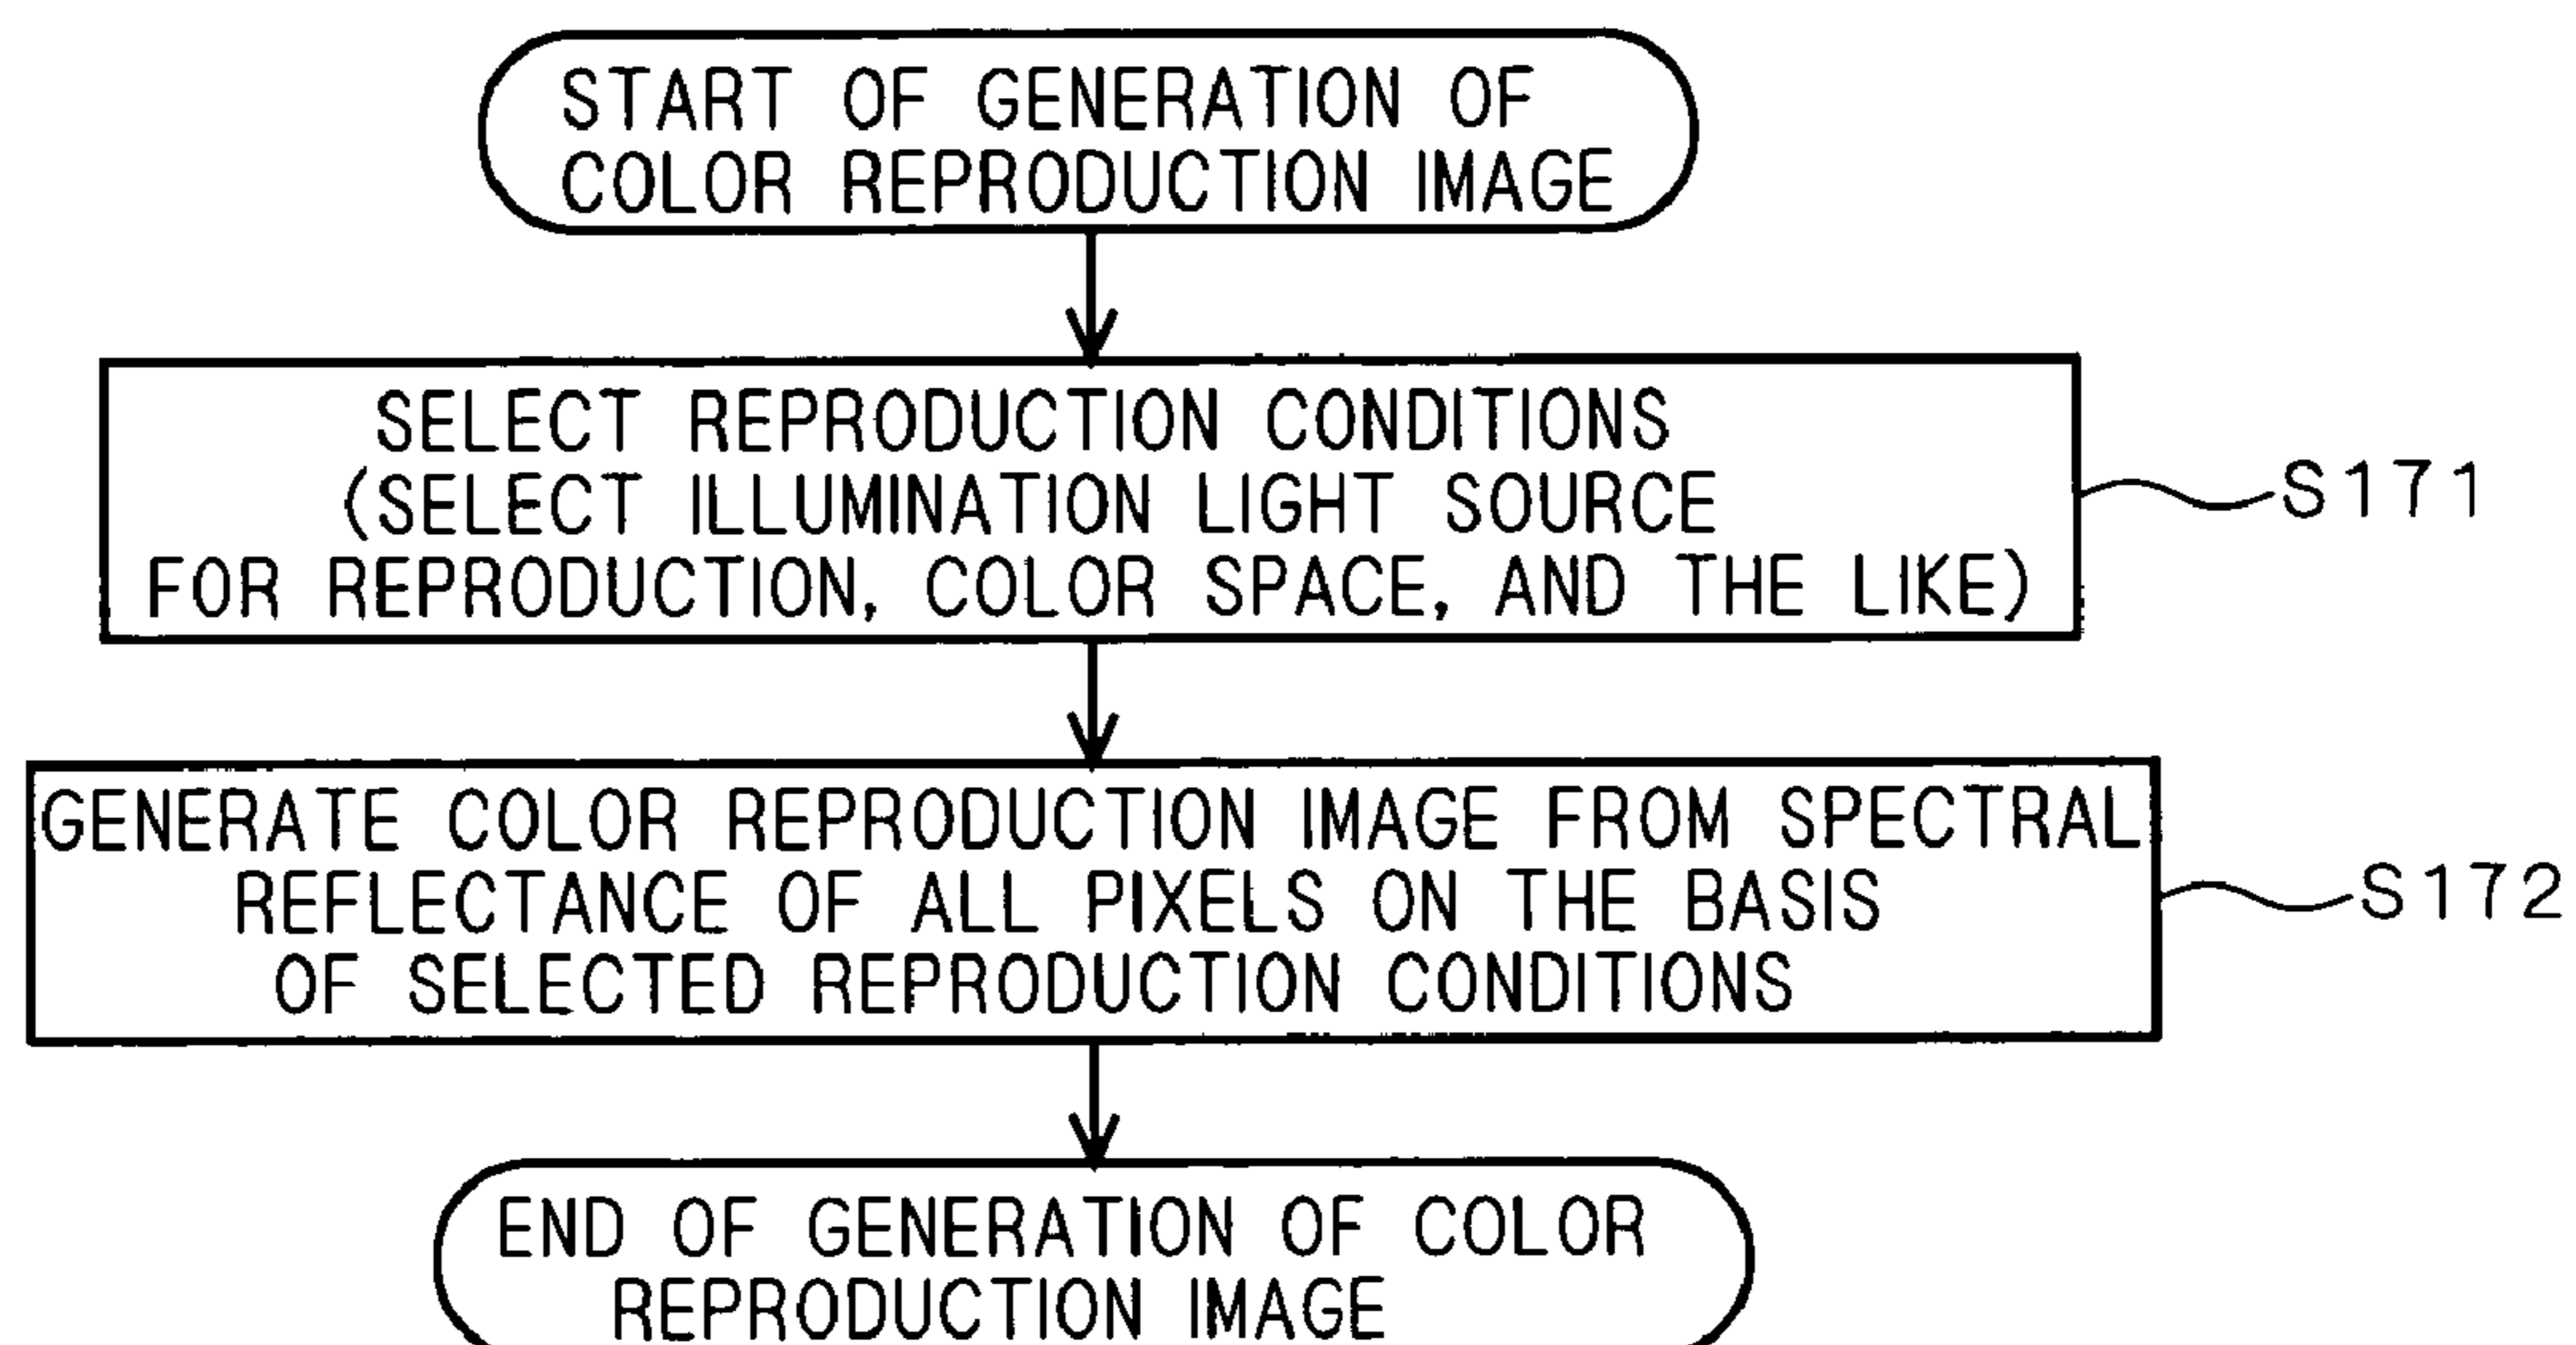 START OF GENERATION OF
COLOR REPRODUCTION IMAGE
SELECT REPRODUCTION CONDITIONS
(SELECT ILLUMINATION LIGHT SOURCE
FOR REPRODUCTION, COLOR SPACE, AND THE LIKE)
S171
GENERATE COLOR REPRODUCTION IMAGE FROM SPECTRAL
REFLECTANCE OF ALL PIXELS ON THE BASIS
OF SELECTED REPRODUCTION CONDITIONS
S172
END OF GENERATION OF COLOR
REPRODUCTION IMAGE